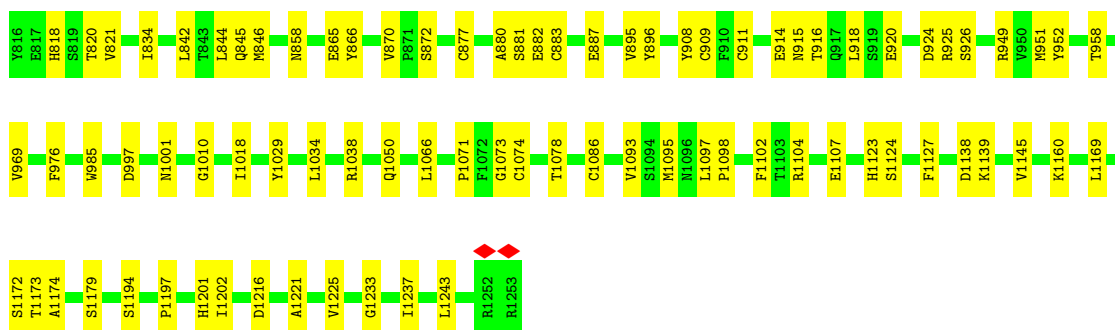 Y816 E817 H818 S819 T820 V821 I834 L842 T843 L844 Q845 M846 N858 E865 Y866 V870 P871 S872 C877 A880 S881 E882 C883 E887 V895 Y896 Y908 C909 F910 C911 E914 N915 T916 Q917 L918 S919 E920 D924 R925 S926 R949 V950 M951 Y952 T958
V969 F976 W985 D997 N1001 G1010 I1018 Y1029 L1034 R1038 Q1050 L1066 P1071 F1072 G1073 C1074 T1078 C1086 V1093 S1094 M1095 N1096 L1097 P1098 F1102 T1103 R1104 E1107 H1123 S1124 F1127 D1138 K1139 V1145 K1160 L1169
S1172 T1173 A1174 S1179 S1194 P1197 H1201 I1202 D1216 A1221 V1225 G1233 I1237 L1243 R1252 R1253